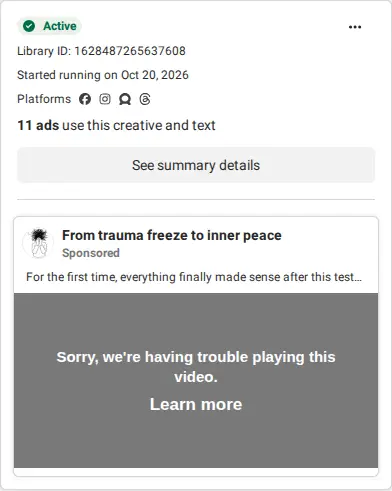 Active
Library ID: 1628487265637608
Started running on Oct 20, 2026
Platforms
11 ads use this creative and text
See summary details
From trauma freeze to inner peace
Sponsored
For the first time, everything finally made sense after this test...
Sorry, we're having trouble playing this
video.
Learn more